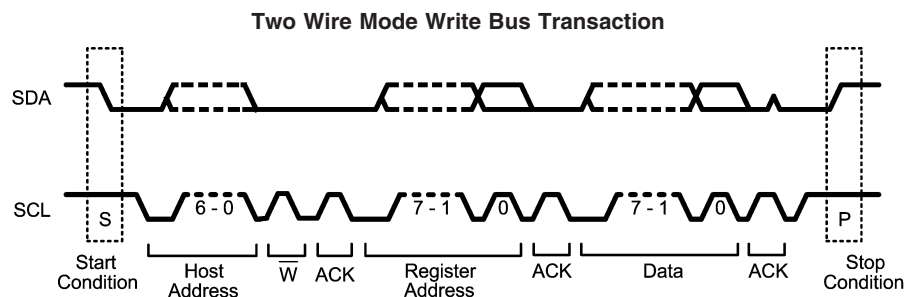 Two Wire Mode Write Bus Transaction
SDA
SCL
S
6 - 0
7 - 1
0
7 - 1
0
P
Start
Condition
Host
Address
W̅
ACK
Register
Address
ACK
Data
ACK
Stop
Condition